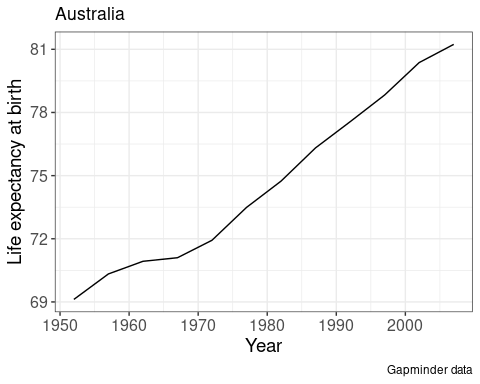 Australia
81
78
75
72
69
Life expectancy at birth
1950 1960 1970 1980 1990 2000
Year
Gapminder data